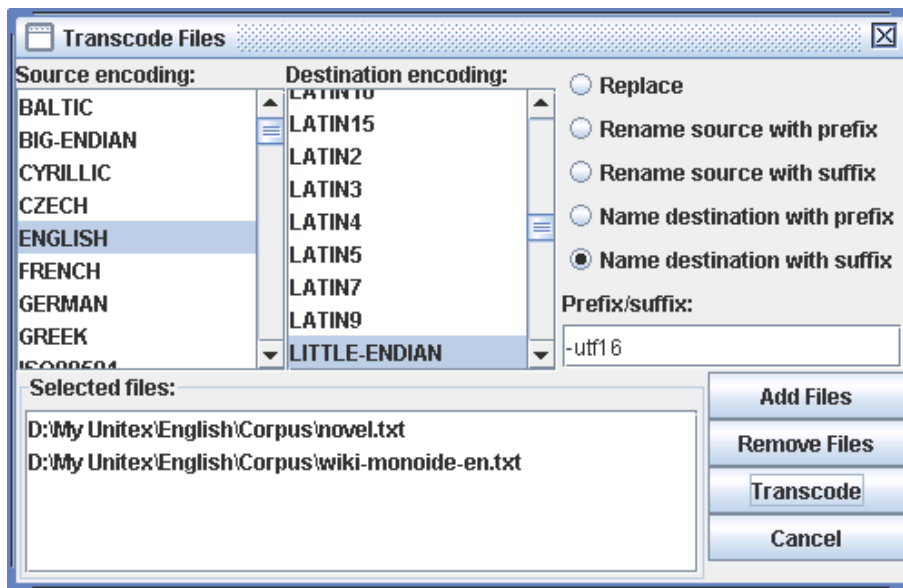 Transcode Files
Source encoding:
BALTIC
BIG-ENDIAN
CYRILLIC
CZECH
ENGLISH
FRENCH
GERMAN
GREEK
Destination encoding:
LATIN15
LATIN2
LATIN3
LATIN4
LATIN5
LATIN7
LATIN9
LITTLE-ENDIAN
Replace
Rename source with prefix
Rename source with suffix
Name destination with prefix
Name destination with suffix
Prefix/suffix:
-utf16
Selected files:
D:\My Unitex\English\Corpus\novel.txt
D:\My Unitex\English\Corpus\wiki-monoide-en.txt
Add Files
Remove Files
Transcode
Cancel